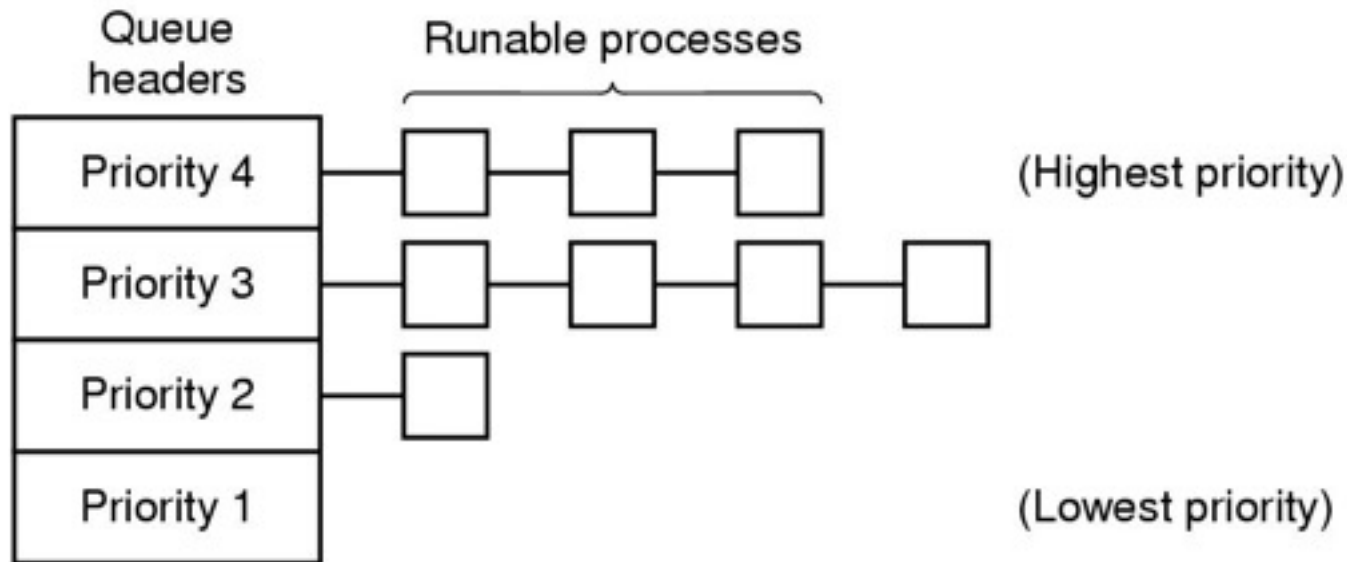 Queue
headers
Runable processes
Priority 4
(Highest priority)
Priority 3
Priority 2
Priority 1
(Lowest priority)